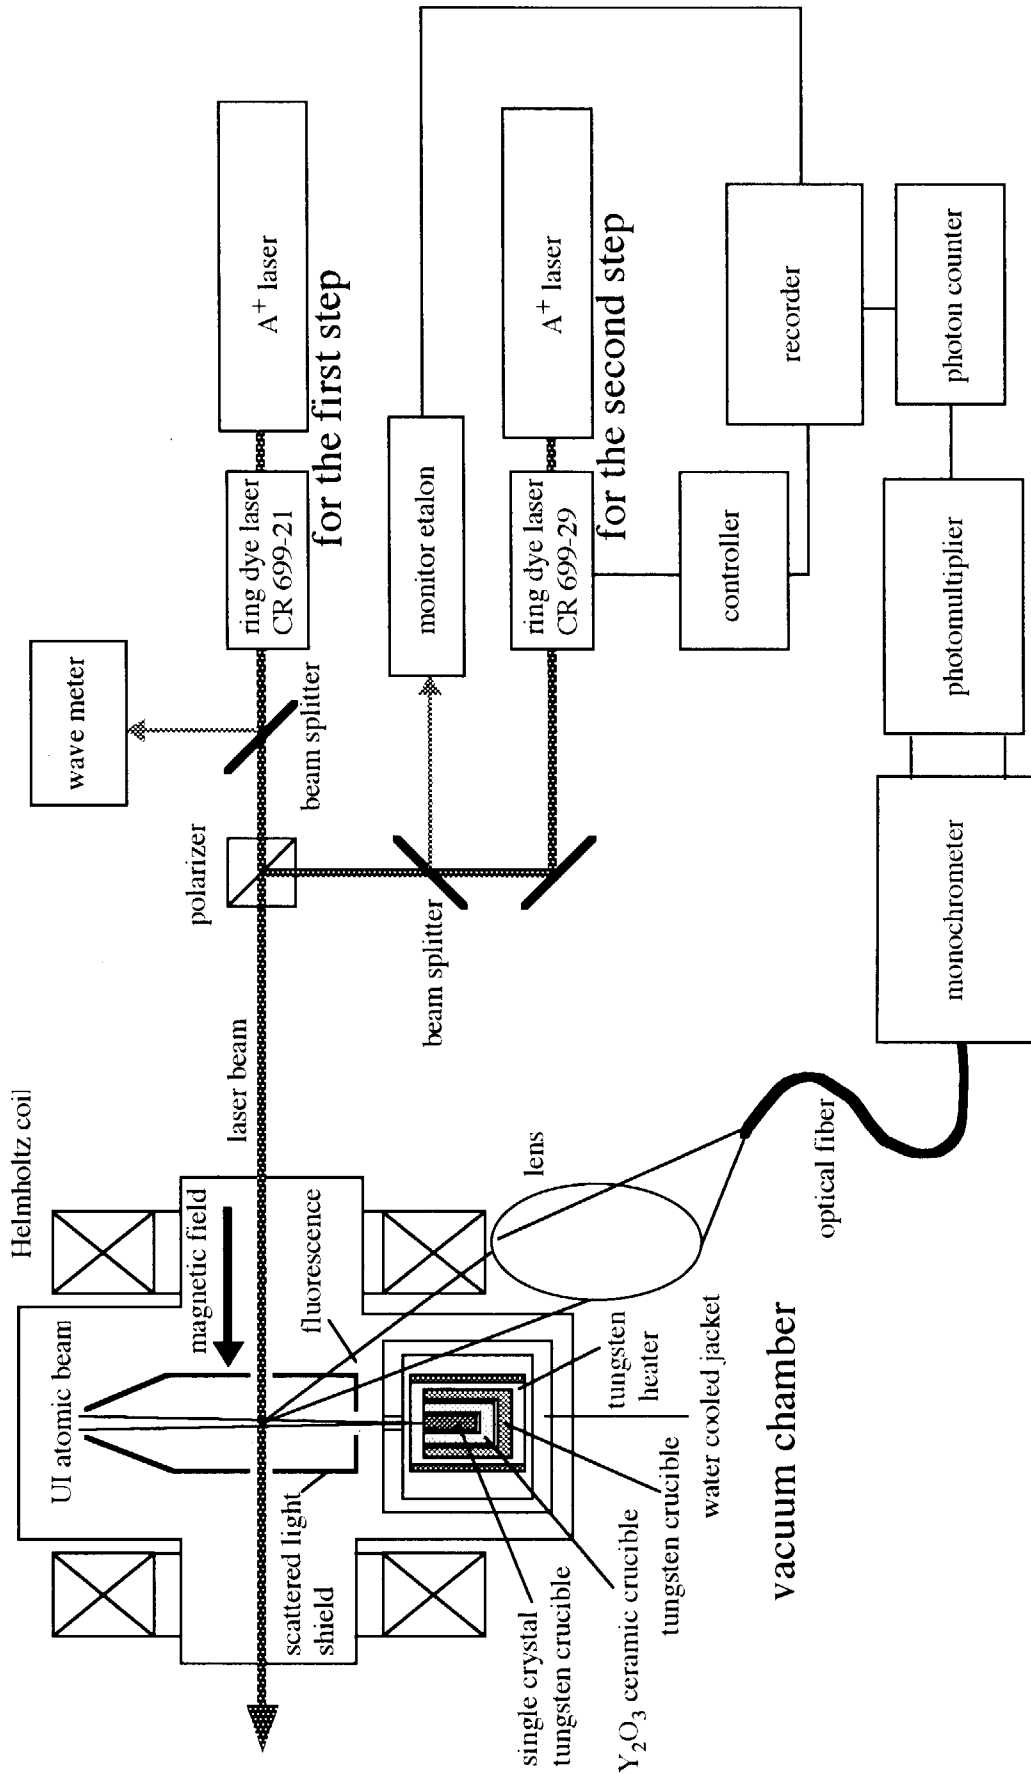 Helmholtz coil
UI atomic beam
magnetic field
laser beam
polarizer
wave meter
beam splitter
ring dye laser
CR 699-21
A+ laser
for the first step
scattered light
shield
fluorescence
lens
beam splitter
monitor etalon
ring dye laser
CR 699-29
A+ laser
for the second step
single crystal
tungsten crucible
Y2O3 ceramic crucible
tungsten crucible
water cooled jacket
tungsten
heater
vacuum chamber
optical fiber
controller
recorder
monochrometer
photomultiplier
photon counter